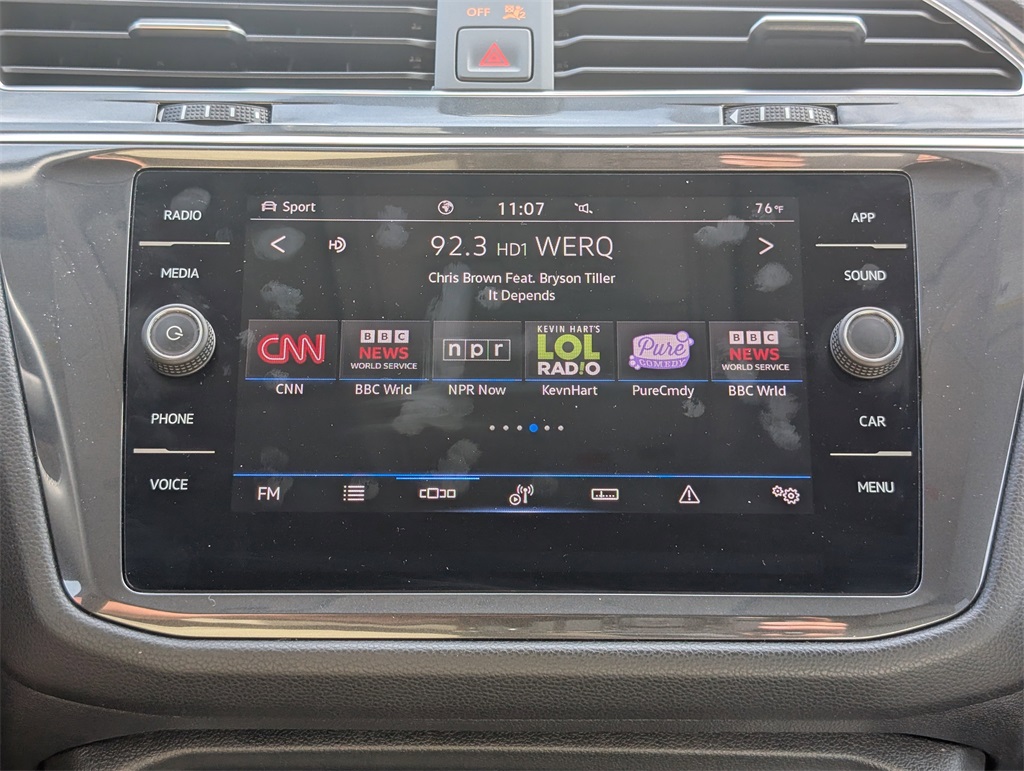 OFF
RADIO
MEDIA
PHONE
VOICE
Sport
11:07
76°F
92.3 HD1 WERQ
Chris Brown Feat. Bryson Tiller
It Depends
CNN
BBC
NEWS
WORLD SERVICE
npr
KEVIN HART'S
LOL
RAD!O
Pure
COMEDY
BBC
NEWS
WORLD SERVICE
CNN
BBC Wrld
NPR Now
KevnHart
PureCmdy
BBC Wrld
FM
APP
SOUND
CAR
MENU